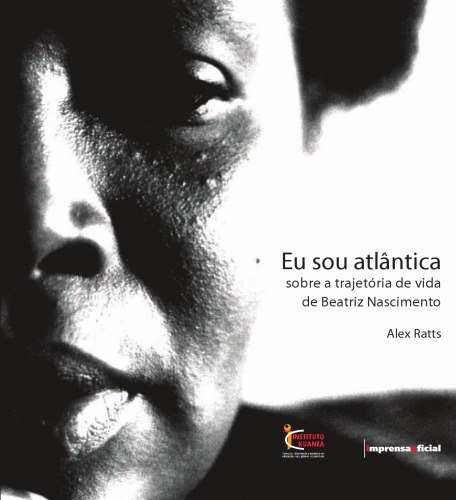 Eu sou atlântica
sobre a trajetória de vida
de Beatriz Nascimento
Alex Ratts
INSTITUTO
KUANZA
imprensaoficial